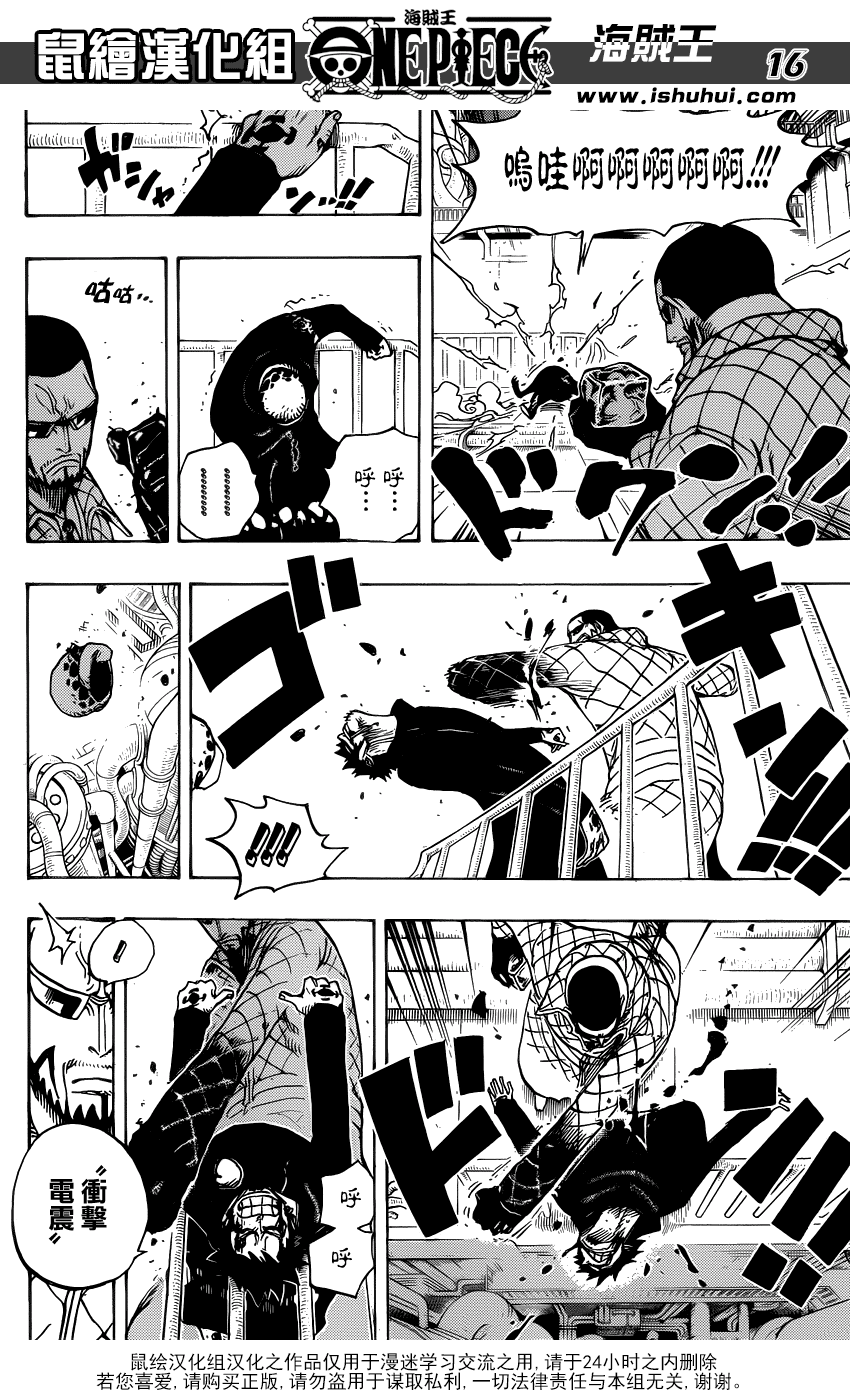 鼠繪漢化組
海賊王
ONE PIECE
海賊王
16
www.ishuhui.com
嗚哇啊啊啊啊啊!!!
ドクン!!
ガシャ
ンッ!!
呼…
呼…
…………
…………
咕咕…
ゴ
キン!!
!!!
ドン!!!
呼
呼
!
〝衝擊
電震〞
鼠绘汉化组汉化之作品仅用于漫迷学习交流之用,请于24小时之内删除
若您喜爱,请购买正版,请勿盗用于谋取私利,一切法律责任与本组无关,谢谢。